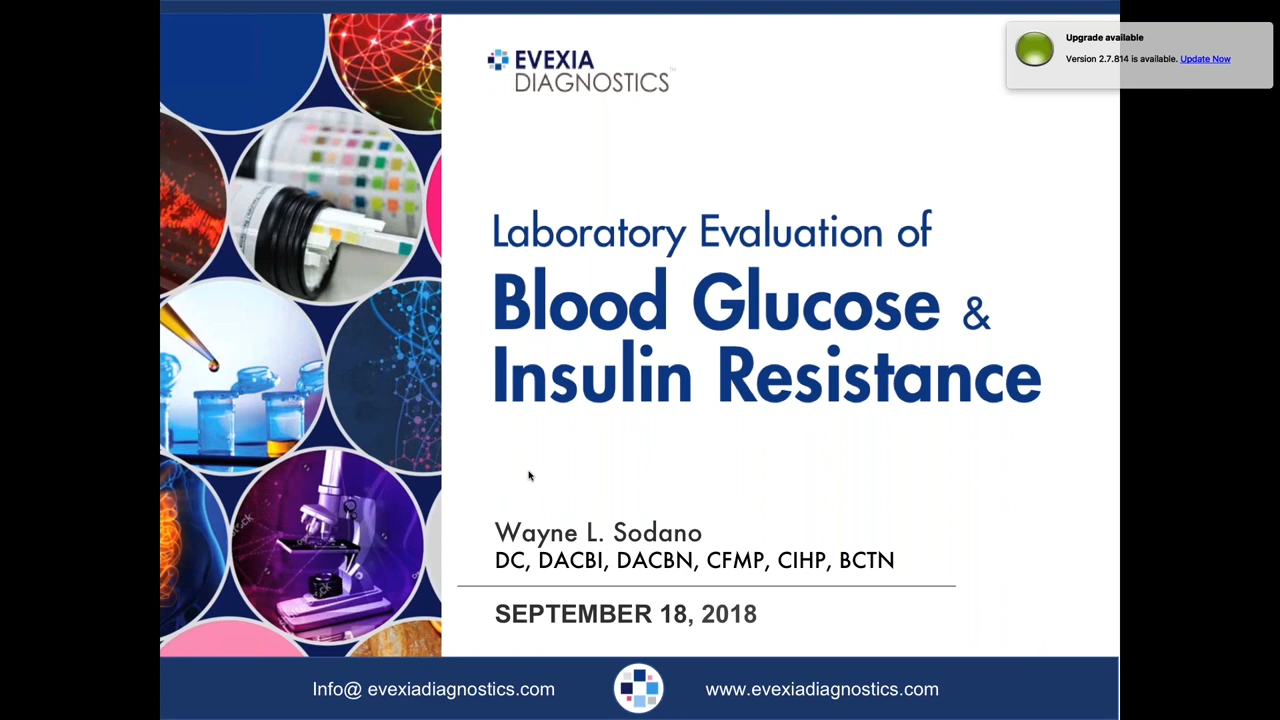 EVEXIA
DIAGNOSTICS™
Upgrade available
Version 2.7.814 is available. Update Now
Laboratory Evaluation of
Blood Glucose &
Insulin Resistance
Wayne L. Sodano
DC, DACBI, DACBN, CFMP, CIHP, BCTN
SEPTEMBER 18, 2018
Info@ evexiadiagnostics.com
www.evexiadiagnostics.com